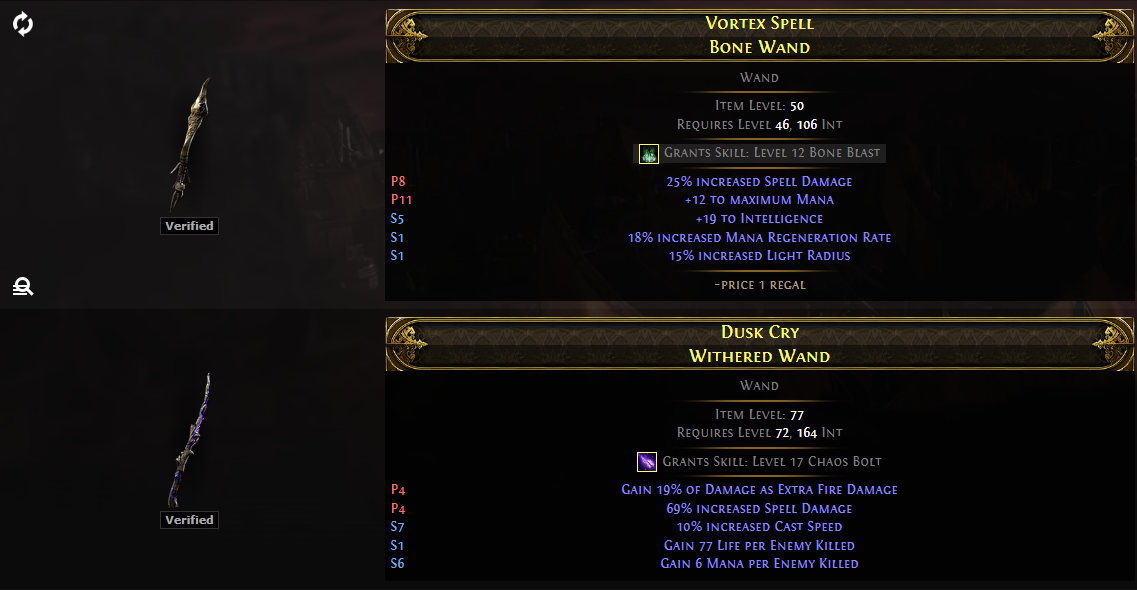 Vortex Spell
Bone Wand
Wand
Item Level: 50
Requires Level 46, 106 Int
Grants Skill: Level 12 Bone Blast
P8 25% increased Spell Damage
P11 +12 to maximum Mana
S5 +19 to Intelligence
S1 18% increased Mana Regeneration Rate
S1 15% increased Light Radius
Verified
~price 1 regal
Dusk Cry
Withered Wand
Wand
Item Level: 77
Requires Level 72, 164 Int
Grants Skill: Level 17 Chaos Bolt
P4 Gain 19% of Damage as Extra Fire Damage
P4 69% increased Spell Damage
S7 10% increased Cast Speed
Verified
S1 Gain 77 Life per Enemy Killed
S6 Gain 6 Mana per Enemy Killed